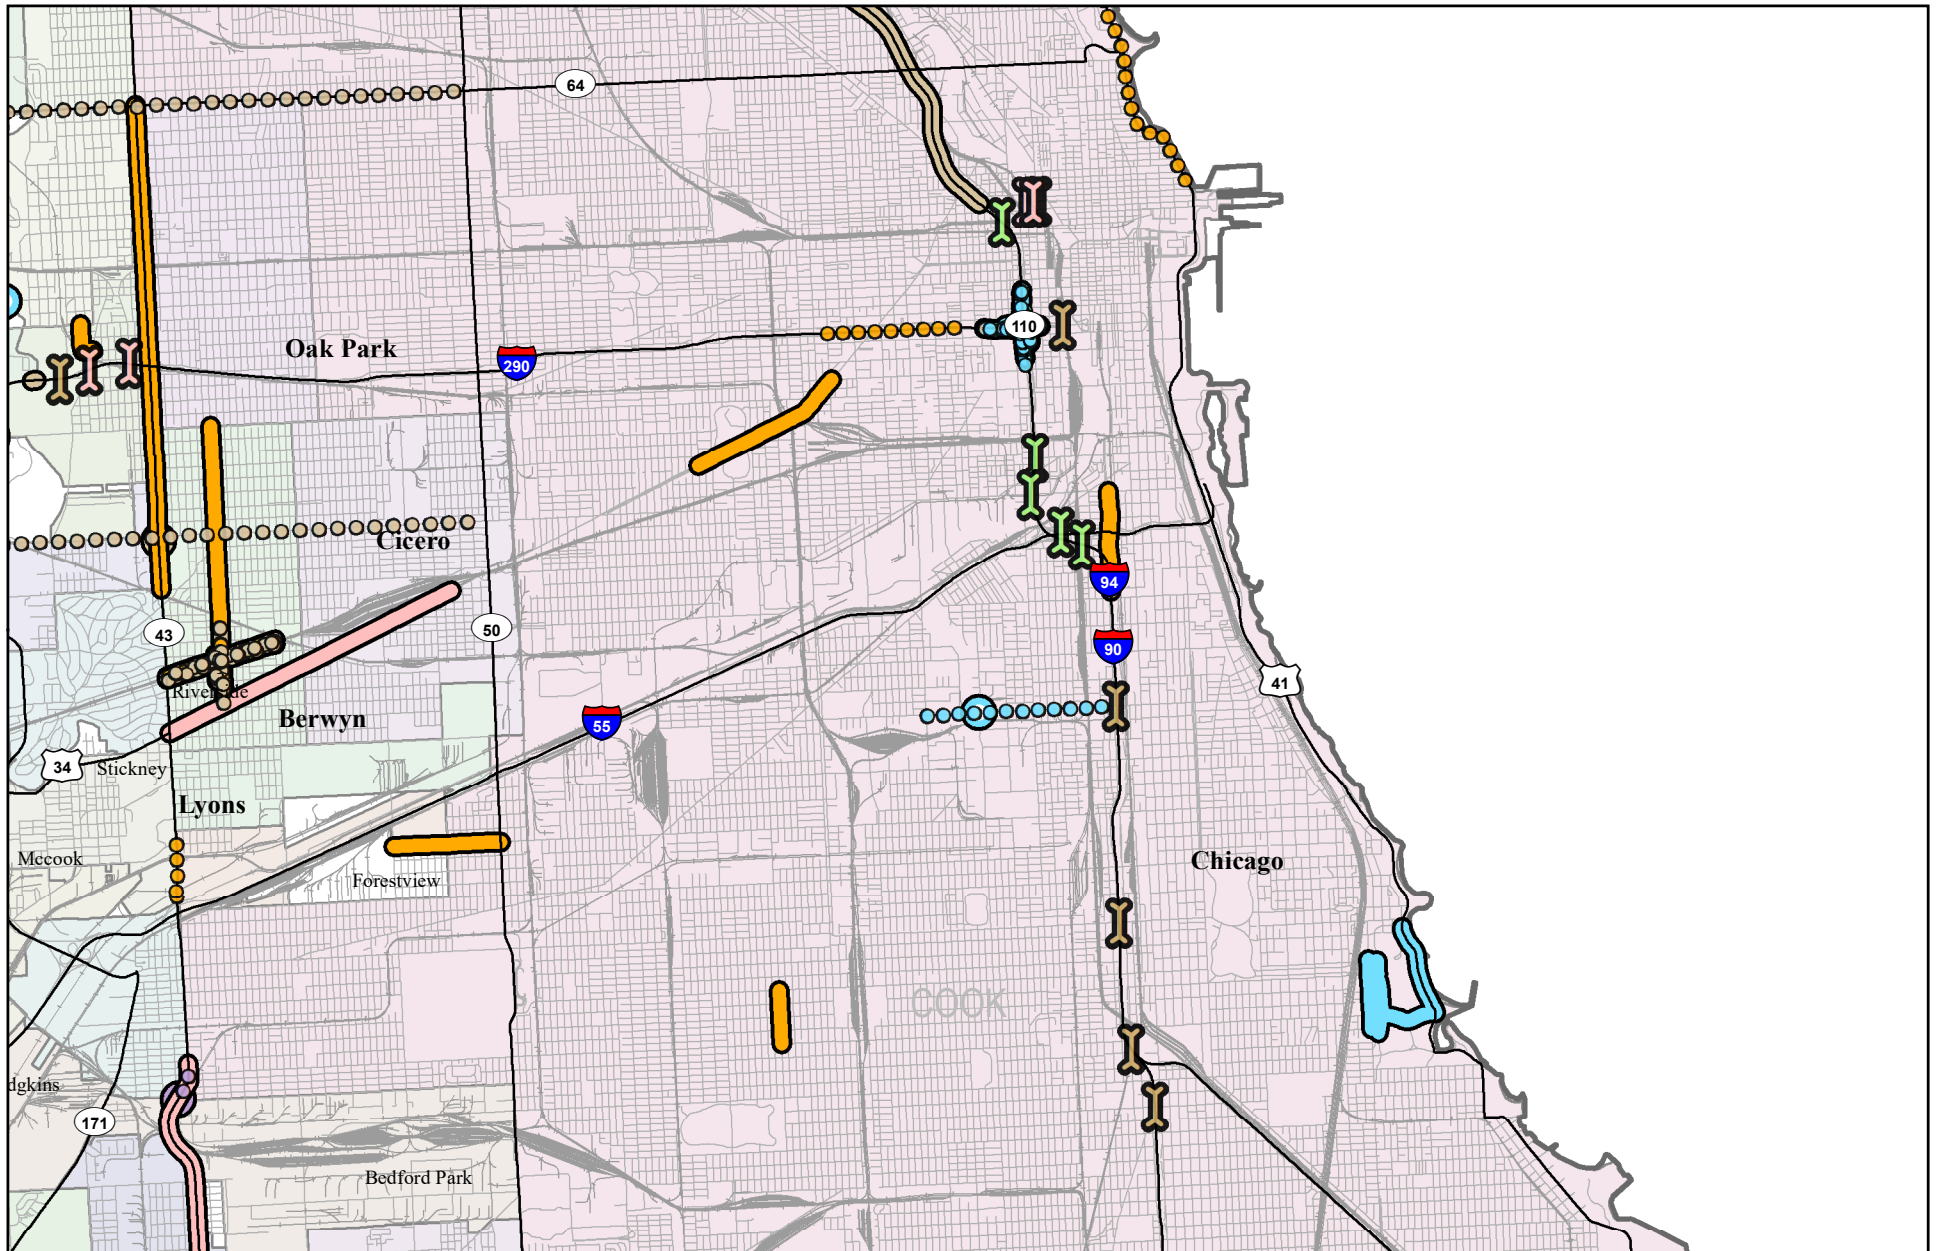 64
110
Oak Park
290
Cicero
94
43
50
90
41
Riverside
Berwyn
55
34
Stickney
Lyons
Mccook
Chicago
Forestview
COOK
dgkins
171
Bedford Park